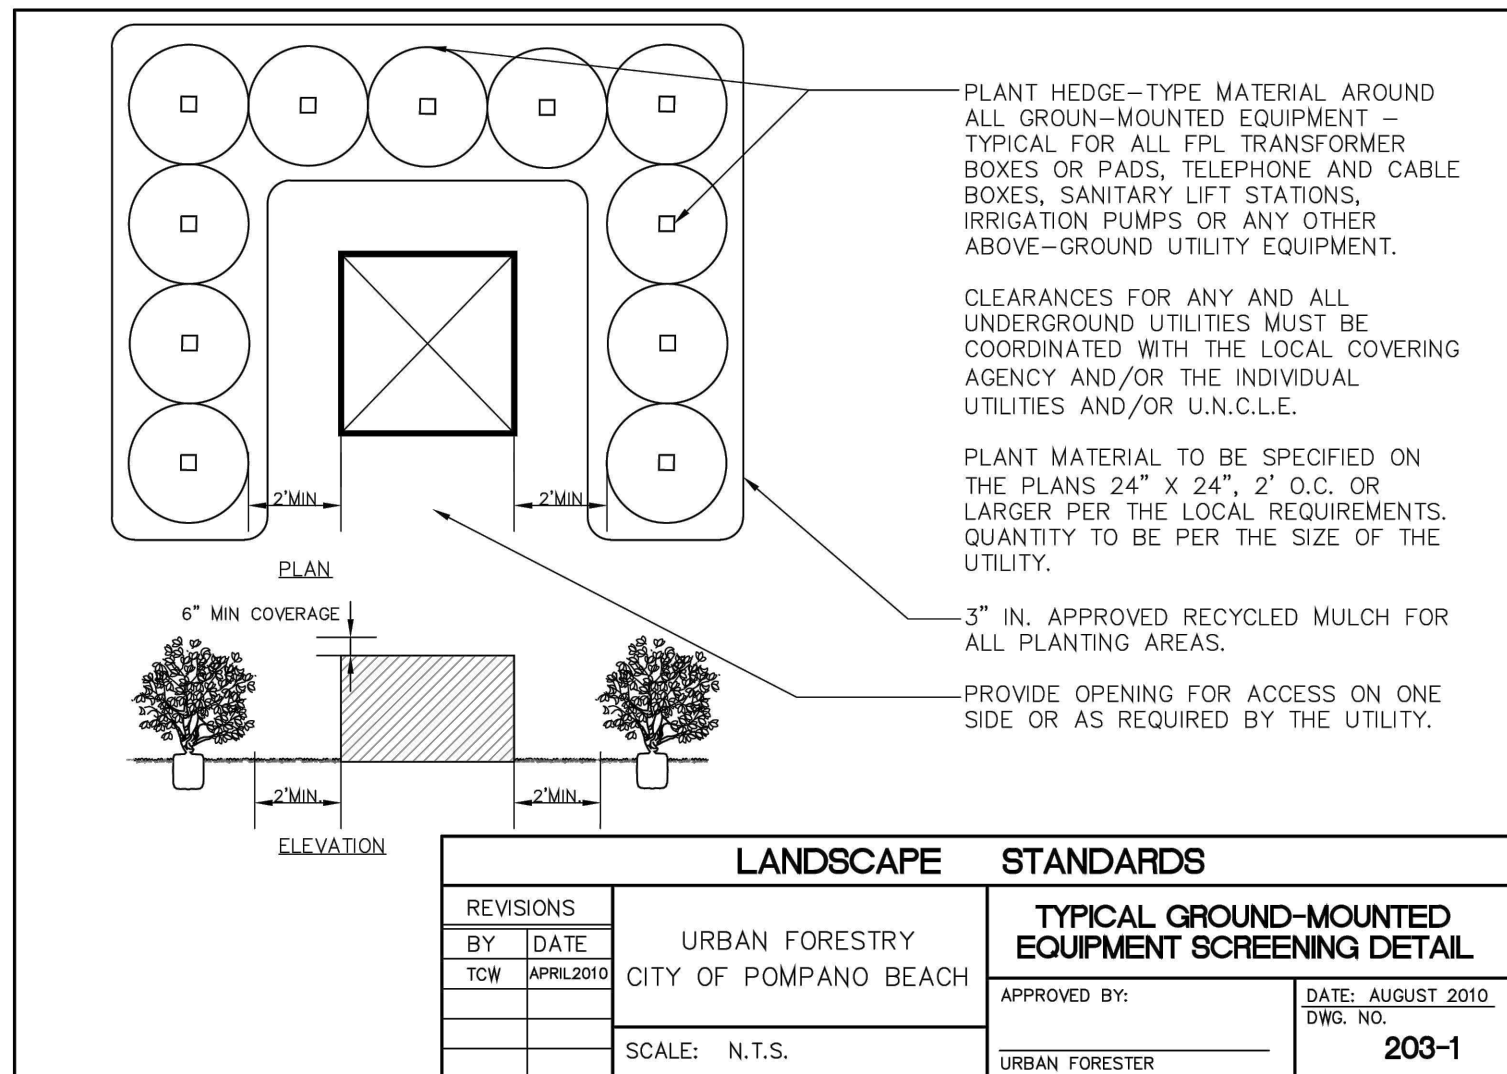 PLANT HEDGE-TYPE MATERIAL AROUND
ALL GROUN-MOUNTED EQUIPMENT -
TYPICAL FOR ALL FPL TRANSFORMER
BOXES OR PADS, TELEPHONE AND CABLE
BOXES, SANITARY LIFT STATIONS,
IRRIGATION PUMPS OR ANY OTHER
ABOVE-GROUND UTILITY EQUIPMENT.
CLEARANCES FOR ANY AND ALL
UNDERGROUND UTILITIES MUST BE
COORDINATED WITH THE LOCAL COVERING
AGENCY AND/OR THE INDIVIDUAL
UTILITIES AND/OR U.N.C.L.E.
PLANT MATERIAL TO BE SPECIFIED ON
THE PLANS 24" X 24", 2' O.C. OR
LARGER PER THE LOCAL REQUIREMENTS.
QUANTITY TO BE PER THE SIZE OF THE
UTILITY.
3" IN. APPROVED RECYCLED MULCH FOR
ALL PLANTING AREAS.
PROVIDE OPENING FOR ACCESS ON ONE
SIDE OR AS REQUIRED BY THE UTILITY.
2'MIN.
2'MIN.
PLAN
6" MIN COVERAGE
2'MIN.
2'MIN.
ELEVATION
LANDSCAPE STANDARDS
REVISIONS
BY DATE
TCW APRIL2010
URBAN FORESTRY
CITY OF POMPANO BEACH
SCALE: N.T.S.
TYPICAL GROUND-MOUNTED
EQUIPMENT SCREENING DETAIL
APPROVED BY:
URBAN FORESTER
DATE: AUGUST 2010
DWG. NO.
203-1